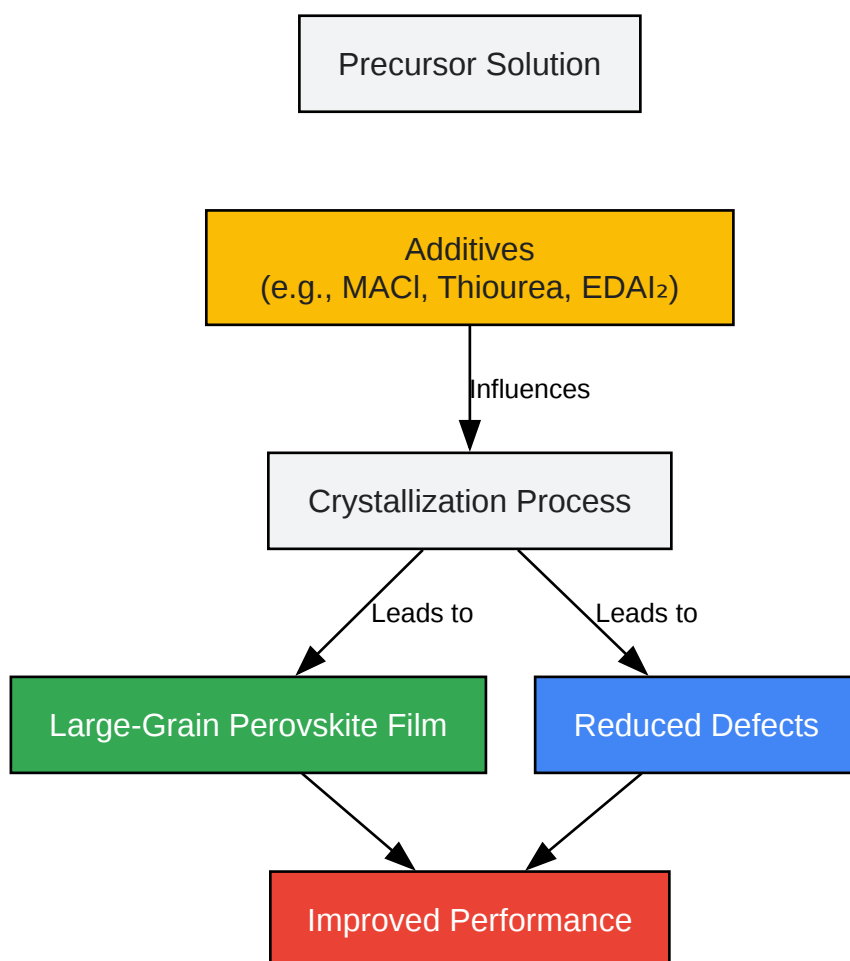 Precursor Solution
Additives
(e.g., MACl, Thiourea, EDAI₂)
Influences
Crystallization Process
Leads to
Leads to
Large-Grain Perovskite Film
Reduced Defects
Improved Performance